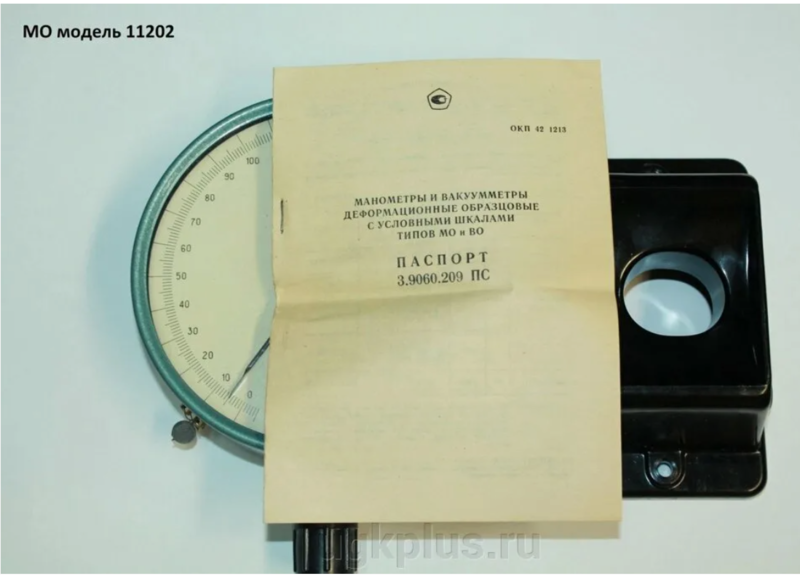 МО модель 11202
ОКП 42 1213
МАНОМЕТРЫ И ВАКУУММЕТРЫ
ДЕФОРМАЦИОННЫЕ ОБРАЗЦОВЫЕ
С УСЛОВНЫМИ ШКАЛАМИ
ТИПОВ МО и ВО
ПАСПОРТ
3.9060.209 ПС
100
90
80
70
60
50
40
30
20
10
0
ugkplus.ru